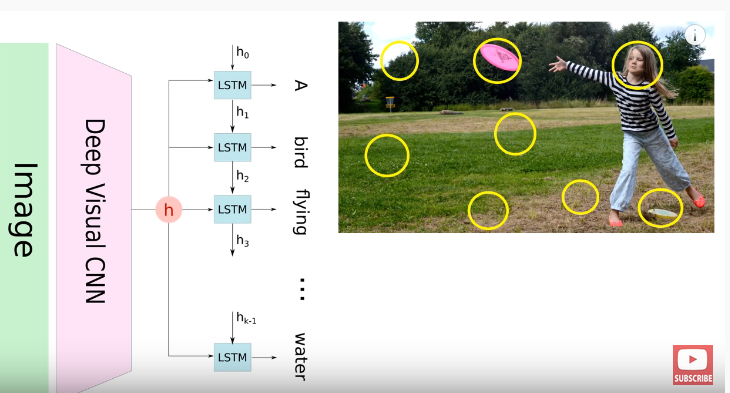 Image
Deep Visual CNN
h
h0
LSTM
A
h1
LSTM
bird
h2
LSTM
flying
h3
...
hk-1
LSTM
water
i
SUBSCRIBE